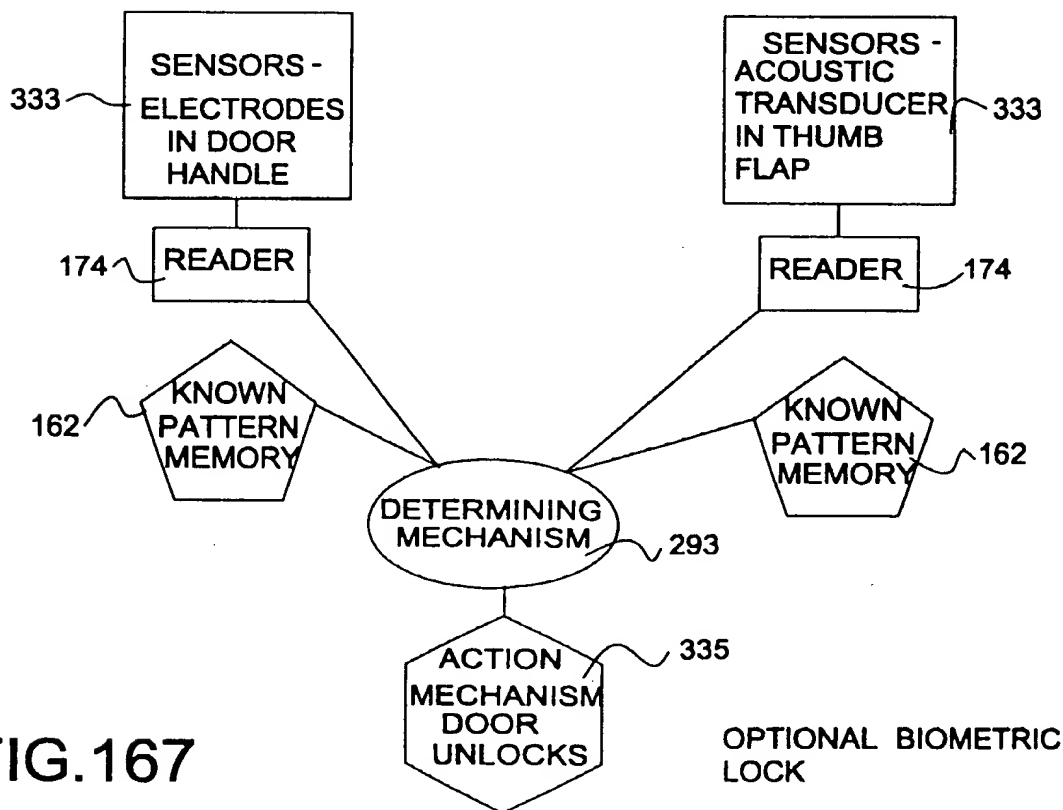 SENSORS -
ELECTRODES
IN DOOR
HANDLE
333
SENSORS -
ACOUSTIC
TRANSDUCER
IN THUMB
FLAP
333
READER
174
READER
174
KNOWN
PATTERN
MEMORY
162
KNOWN
PATTERN
MEMORY
162
DETERMINING
MECHANISM
293
ACTION
MECHANISM
DOOR
UNLOCKS
335
FIG.167
OPTIONAL BIOMETRIC
LOCK